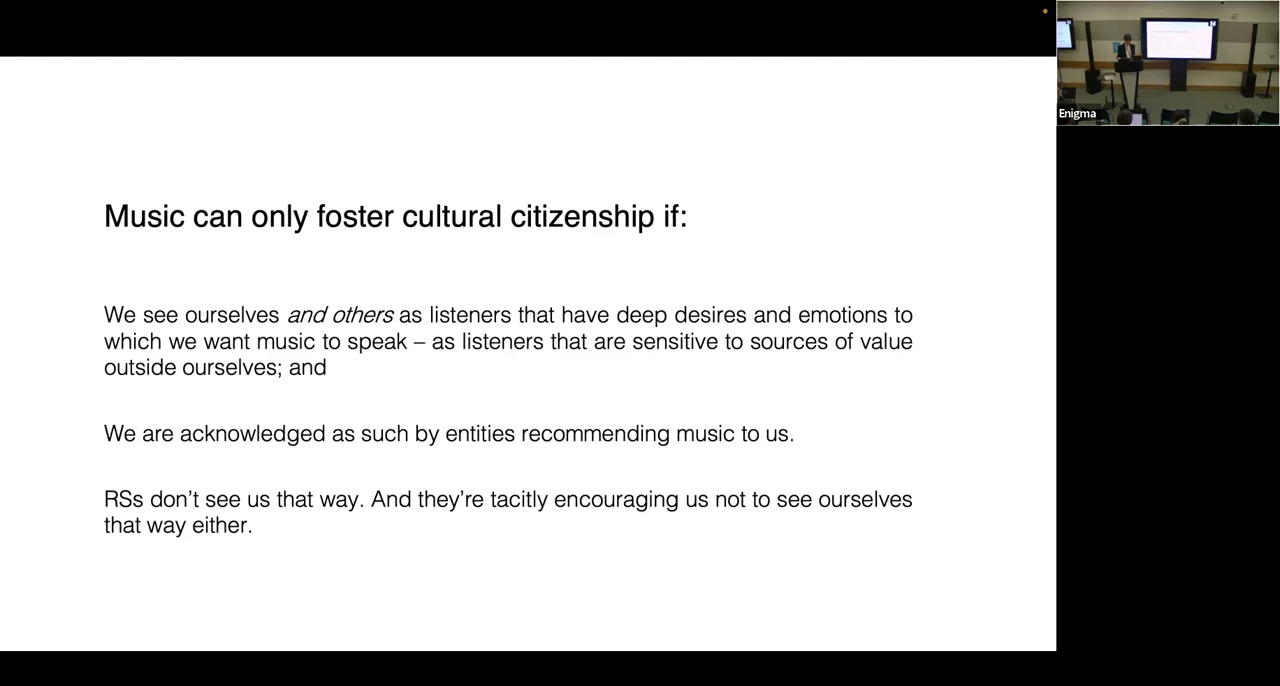 Music can only foster cultural citizenship if:
We see ourselves and others as listeners that have deep desires and emotions to
which we want music to speak – as listeners that are sensitive to sources of value
outside ourselves; and
We are acknowledged as such by entities recommending music to us.
RSs don’t see us that way. And they’re tacitly encouraging us not to see ourselves
that way either.
Enigma